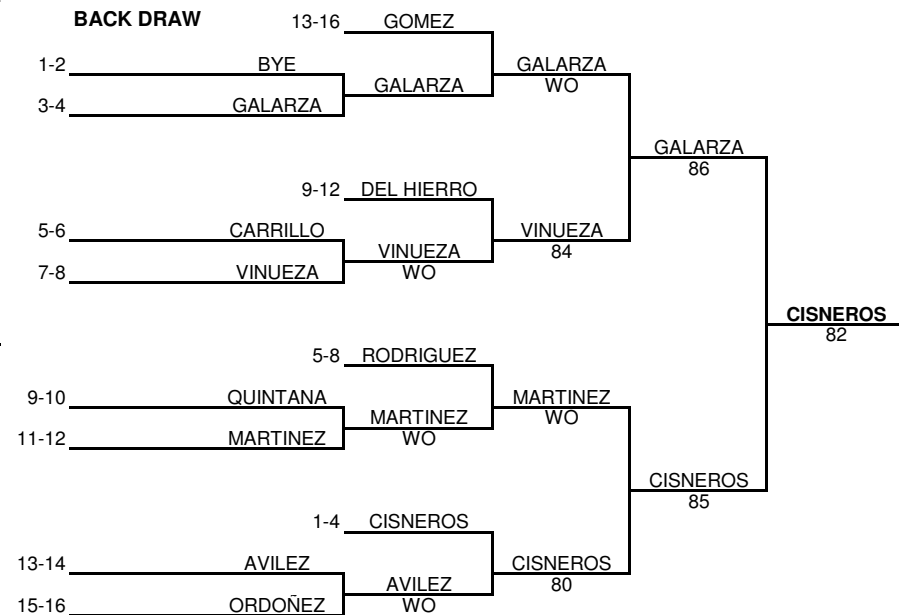 BACK DRAW
13-16 GOMEZ
1-2 BYE
GALARZA
WO
GALARZA
3-4 GALARZA
GALARZA
86
9-12 DEL HIERRO
5-6 CARRILLO
VINUEZA
84
VINUEZA
WO
7-8 VINUEZA
CISNEROS
82
5-8 RODRIGUEZ
9-10 QUINTANA
MARTINEZ
WO
MARTINEZ
WO
11-12 MARTINEZ
CISNEROS
85
1-4 CISNEROS
13-14 AVILEZ
CISNEROS
80
AVILEZ
WO
15-16 ORDOÑEZ